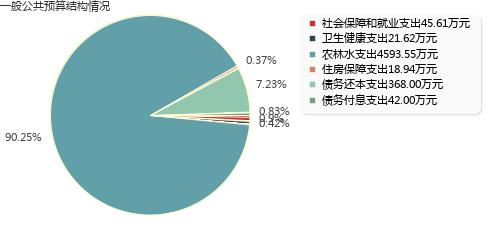 一般公共预算结构情况
社会保障和就业支出45.61万元
卫生健康支出21.62万元
农林水支出4593.55万元
住房保障支出18.94万元
债务还本支出368.00万元
债务付息支出42.00万元
0.37%
7.23%
0.83%
0.9%
0.42%
90.25%